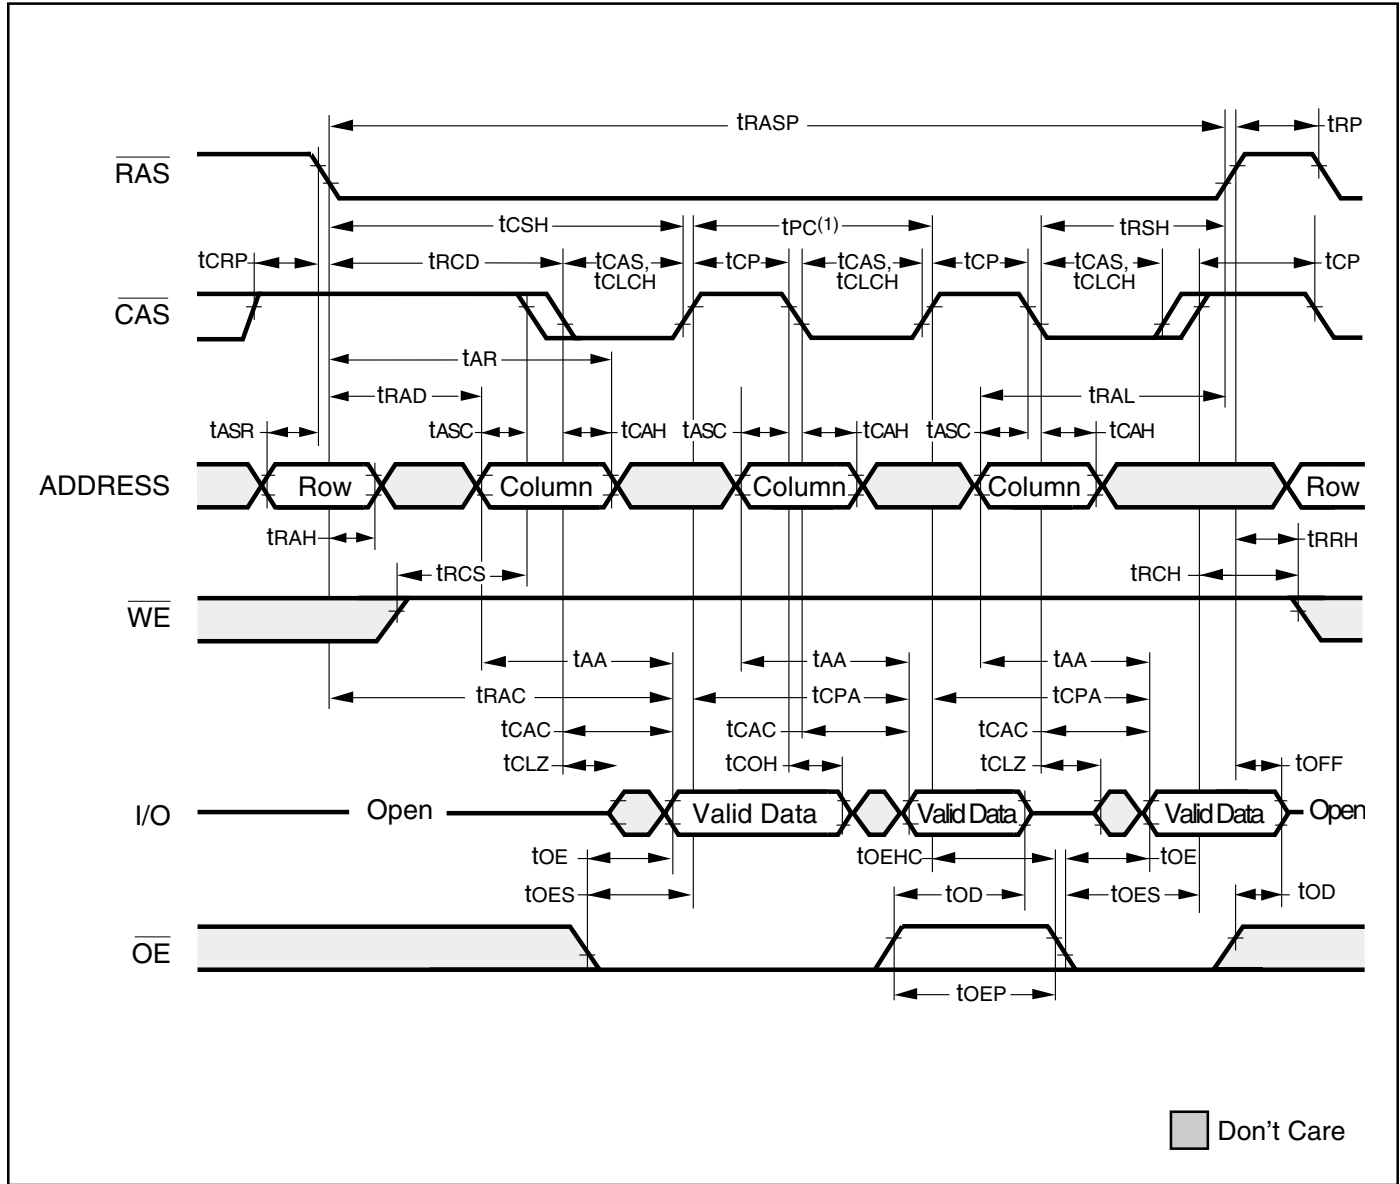 tRASP tRP
RAS
tCSH tPC(1) tRSH
tCRP tRCD tCAS, tCLCH tCP tCAS, tCLCH tCP tCAS, tCLCH tCP
CAS
tAR
tRAD tRAL
tASR tASC tCAH tASC tCAH tASC tCAH
ADDRESS Row Column Column Column Row
tRAH tRRH
tRCS tRCH
WE
tAA tAA tAA
tRAC tCPA tCPA
tCAC tCAC tCAC
tCLZ tCOH tCLZ tOFF
I/O Open Valid Data Valid Data Valid Data Open
tOE tOEHC tOE
tOES tOD tOES tOD
OE
tOEP
Don't Care